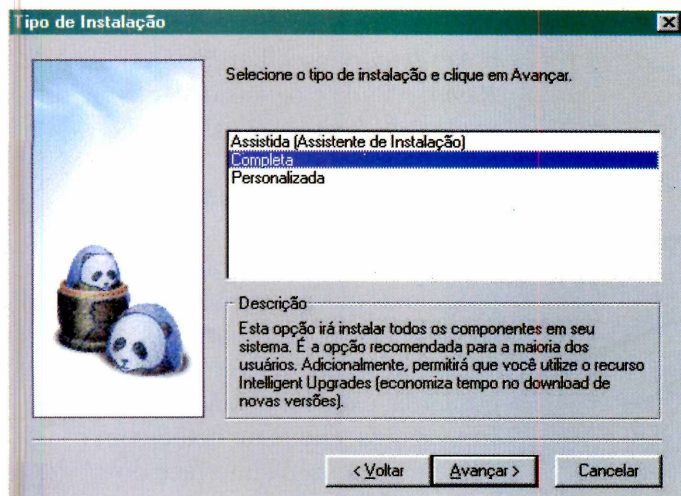 Tipo de Instalação
Selecione o tipo de instalação e clique em Avançar.
Assistida (Assistente de Instalação)
Completa
Personalizada
Descrição
Esta opção irá instalar todos os componentes em seu
sistema. É a opção recomendada para a maioria dos
usuários. Adicionalmente, permitirá que você utilize o recurso
Intelligent Upgrades (economiza tempo no download de
novas versões).
< Voltar
Avançar >
Cancelar